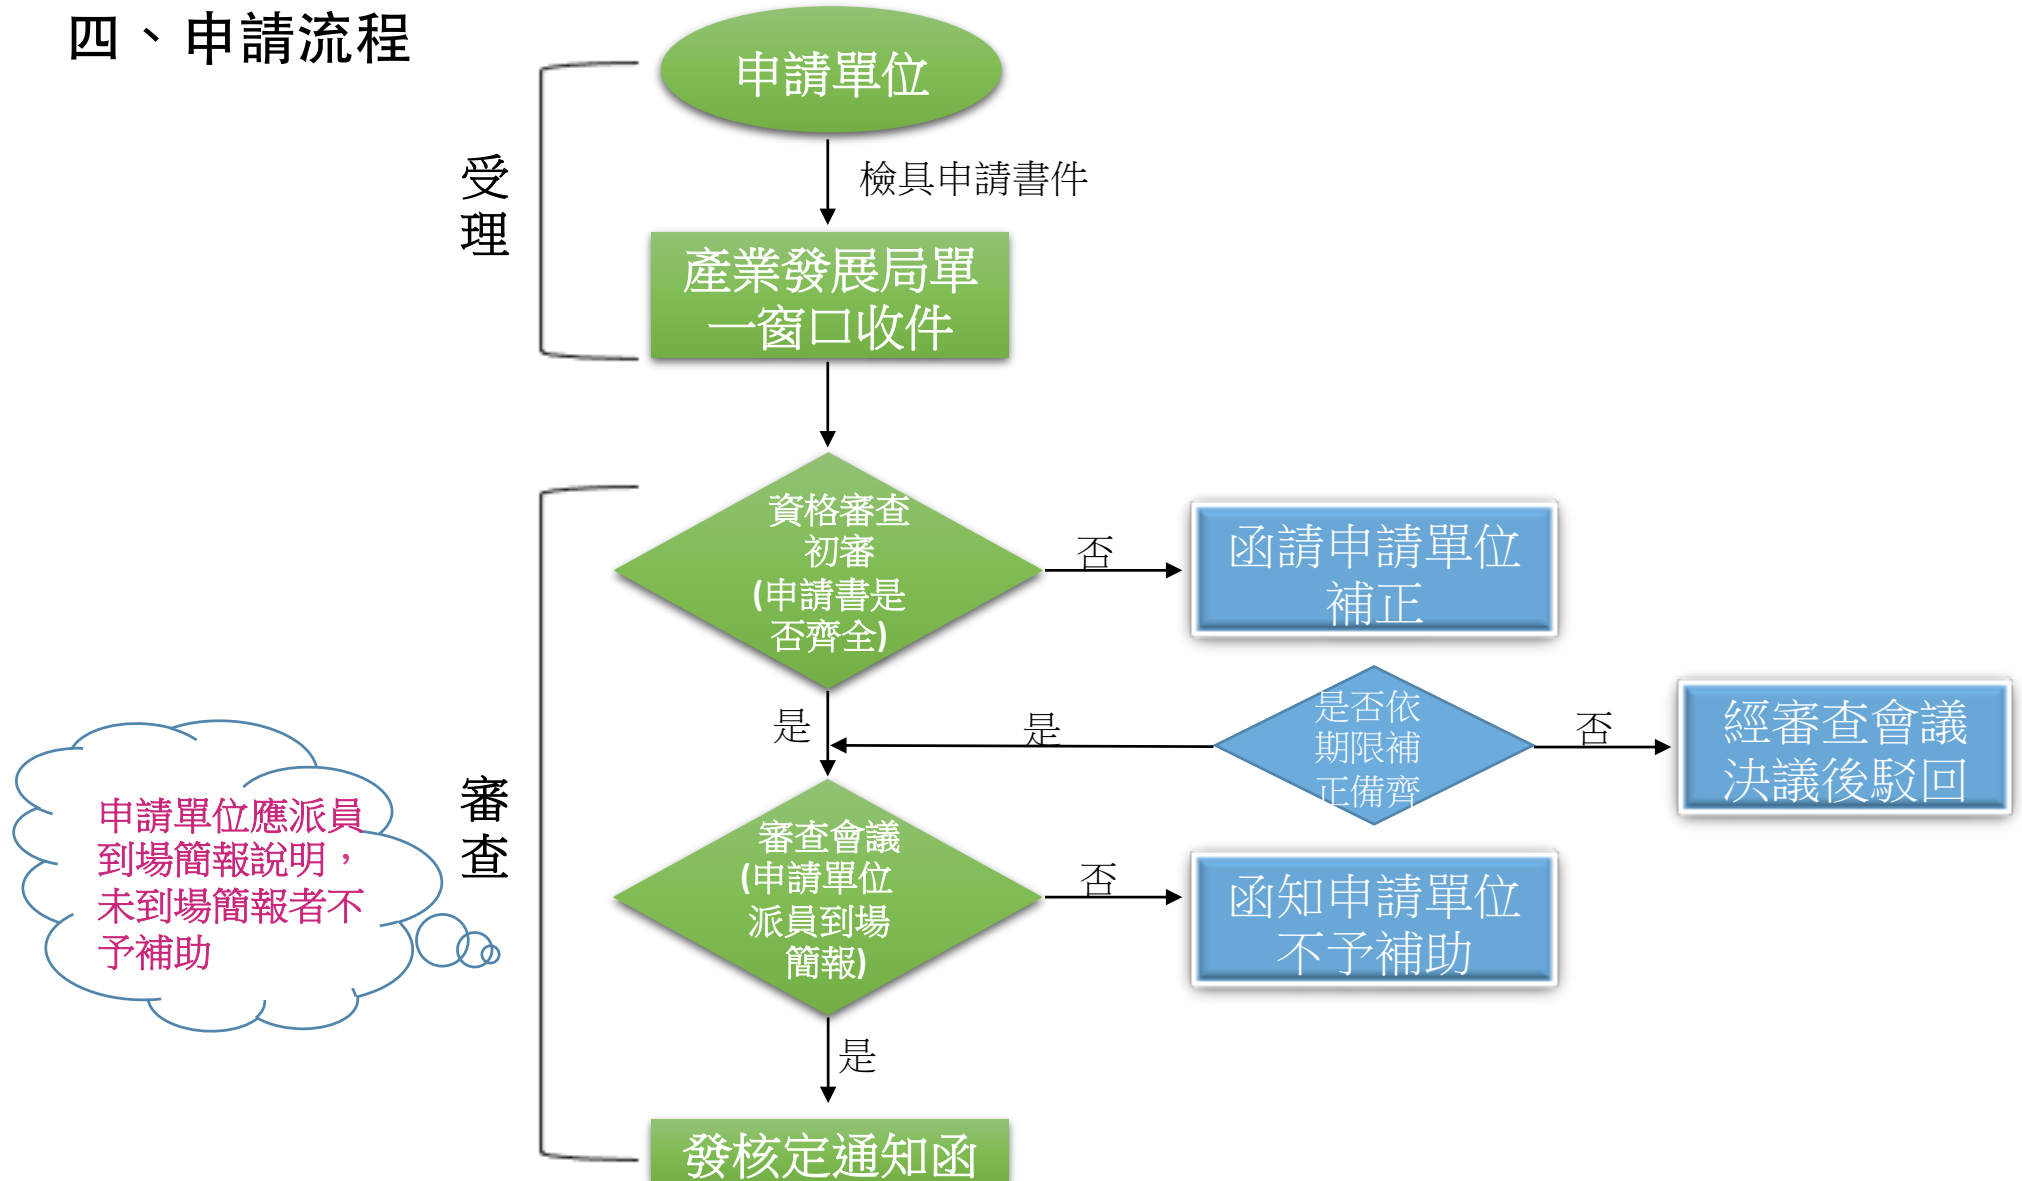 四、申請流程
申請單位
檢具申請書件
受
理
產業發展局單
一窗口收件
資格審查
初審
(申請書是
否齊全)
否
函請申請單位
補正
是
是
是否依
期限補
正備齊
否
經審查會議
決議後駁回
審
查
申請單位應派員
到場簡報說明，
未到場簡報者不
予補助
審查會議
(申請單位
派員到場
簡報)
否
函知申請單位
不予補助
是
發核定通知函